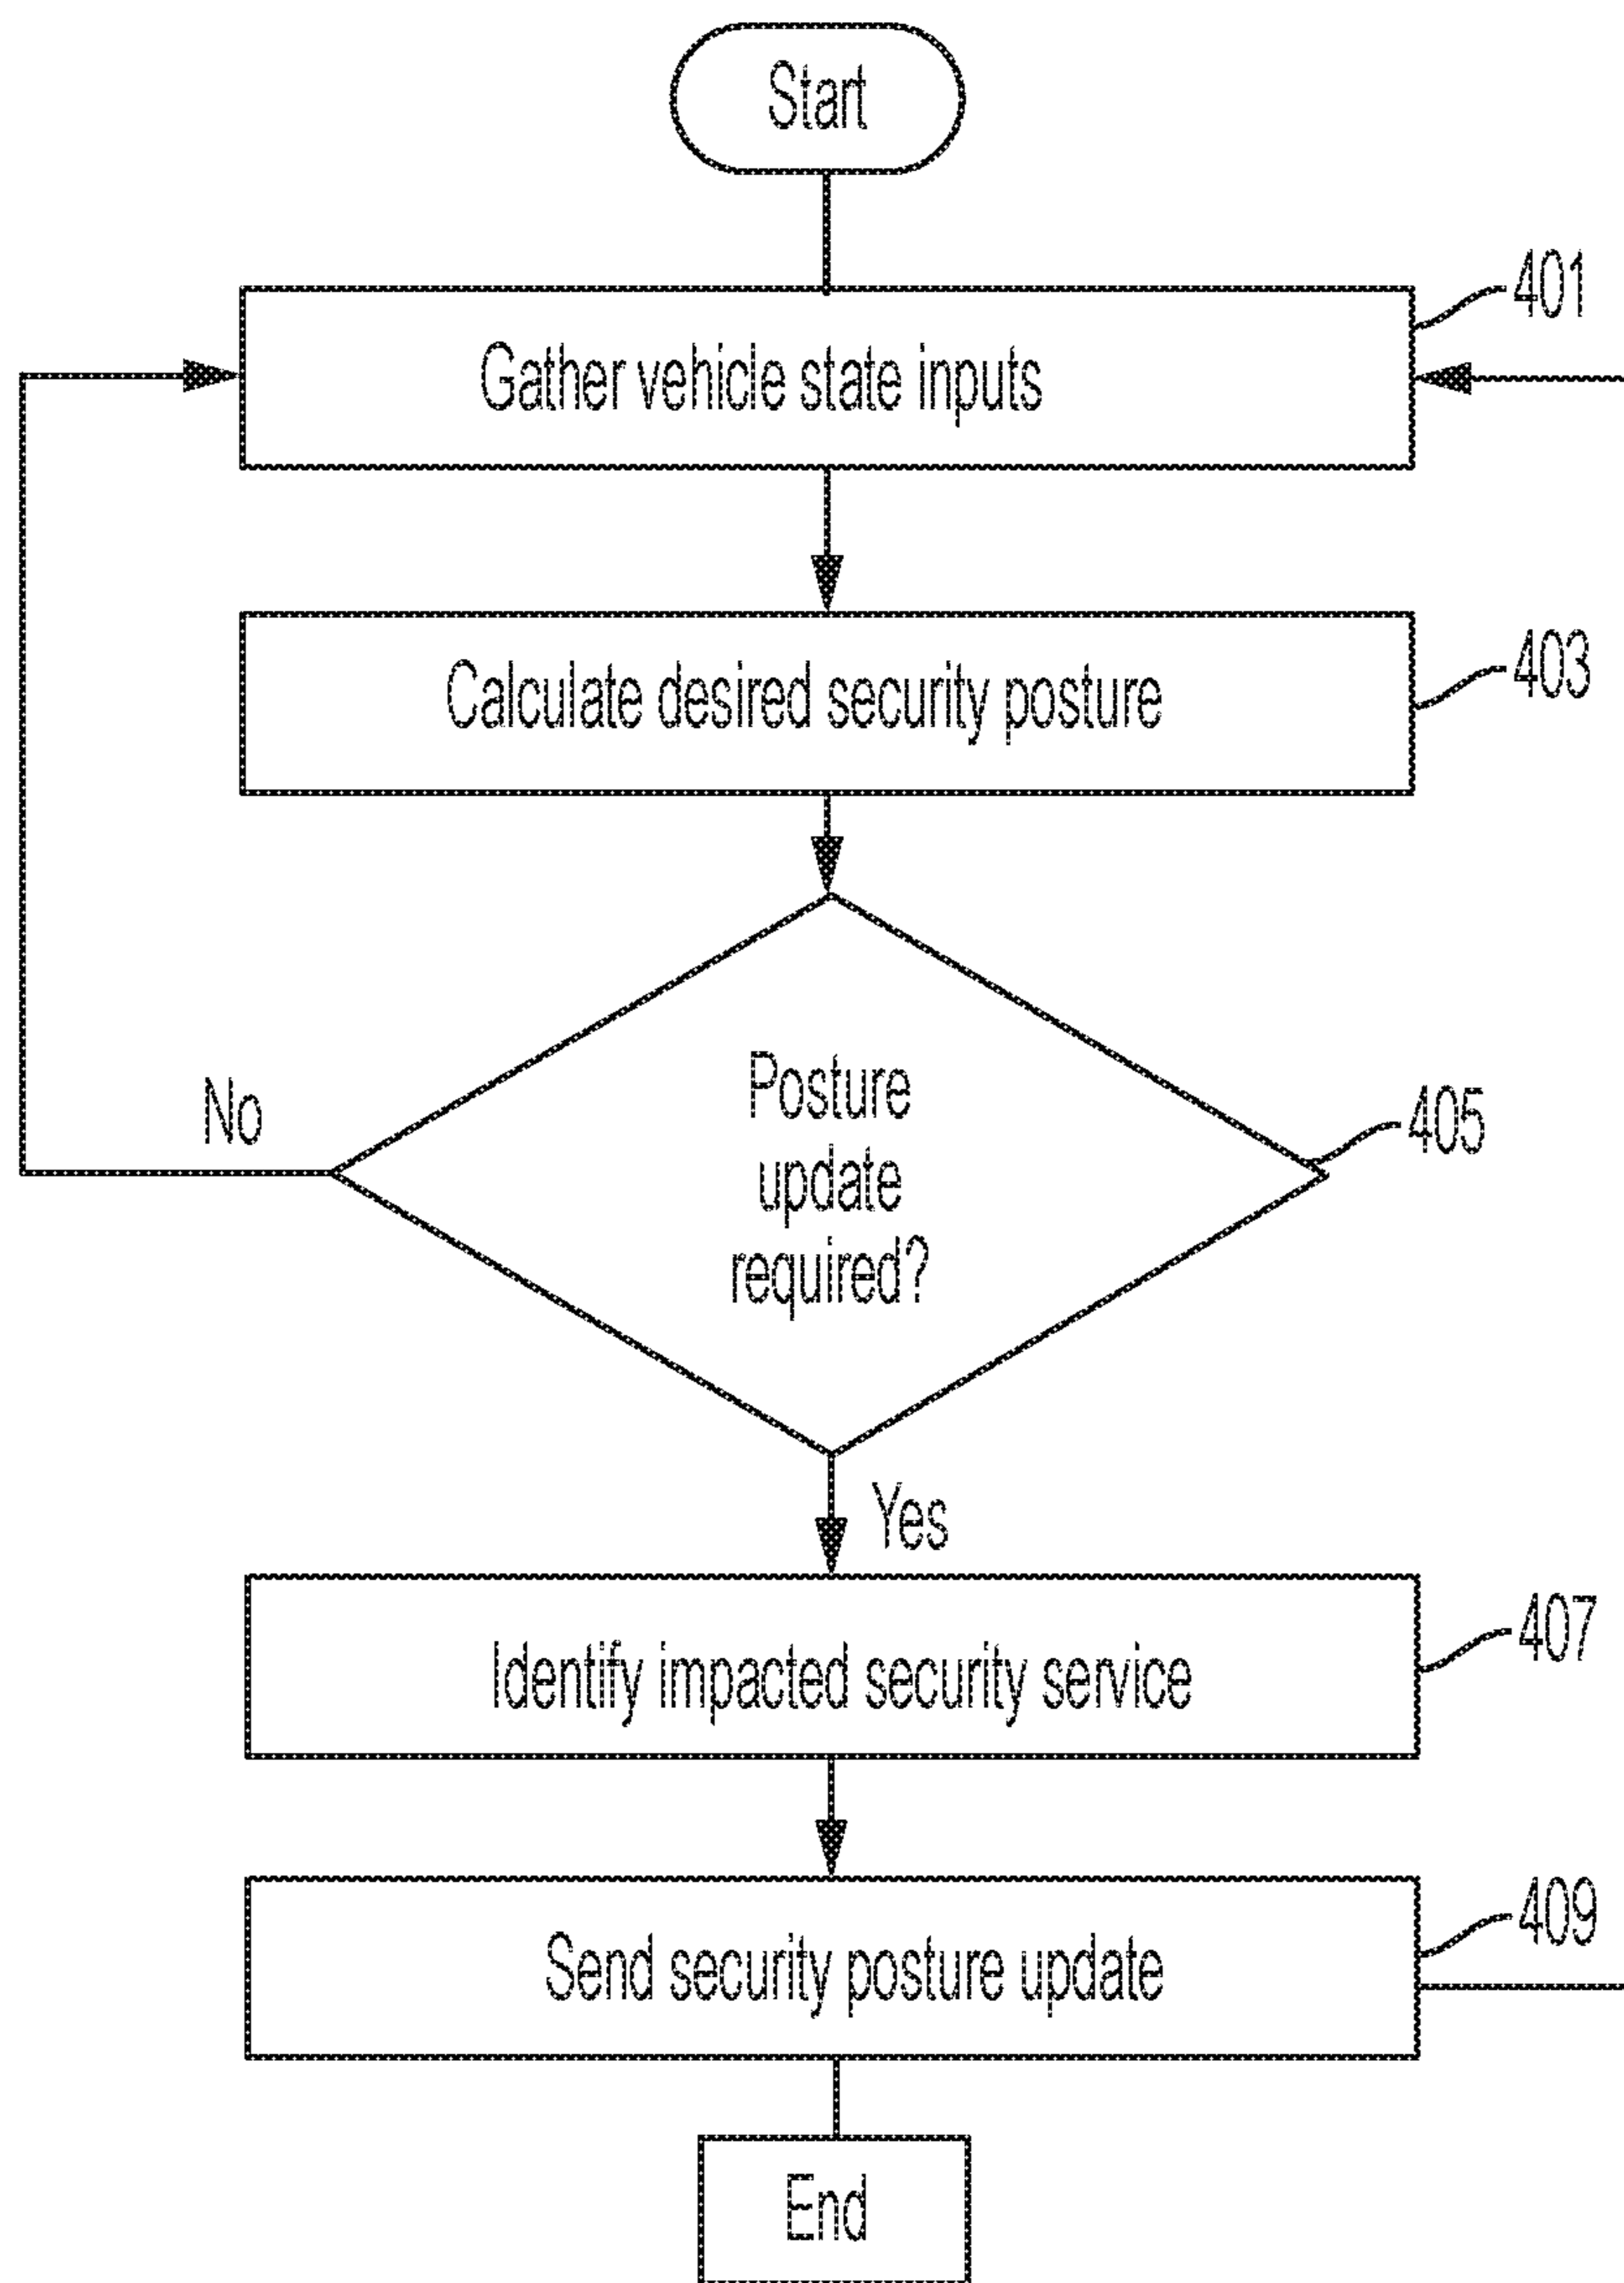 Start
401
Gather vehicle state inputs
403
Calculate desired security posture
Posture
update
required?
405
No
Yes
407
Identify impacted security service
409
Send security posture update
End